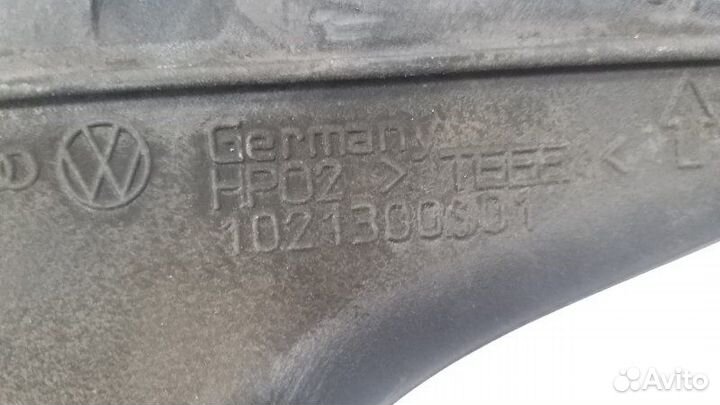 Germany
HP02 > TEEE <
1021300S01
Avito